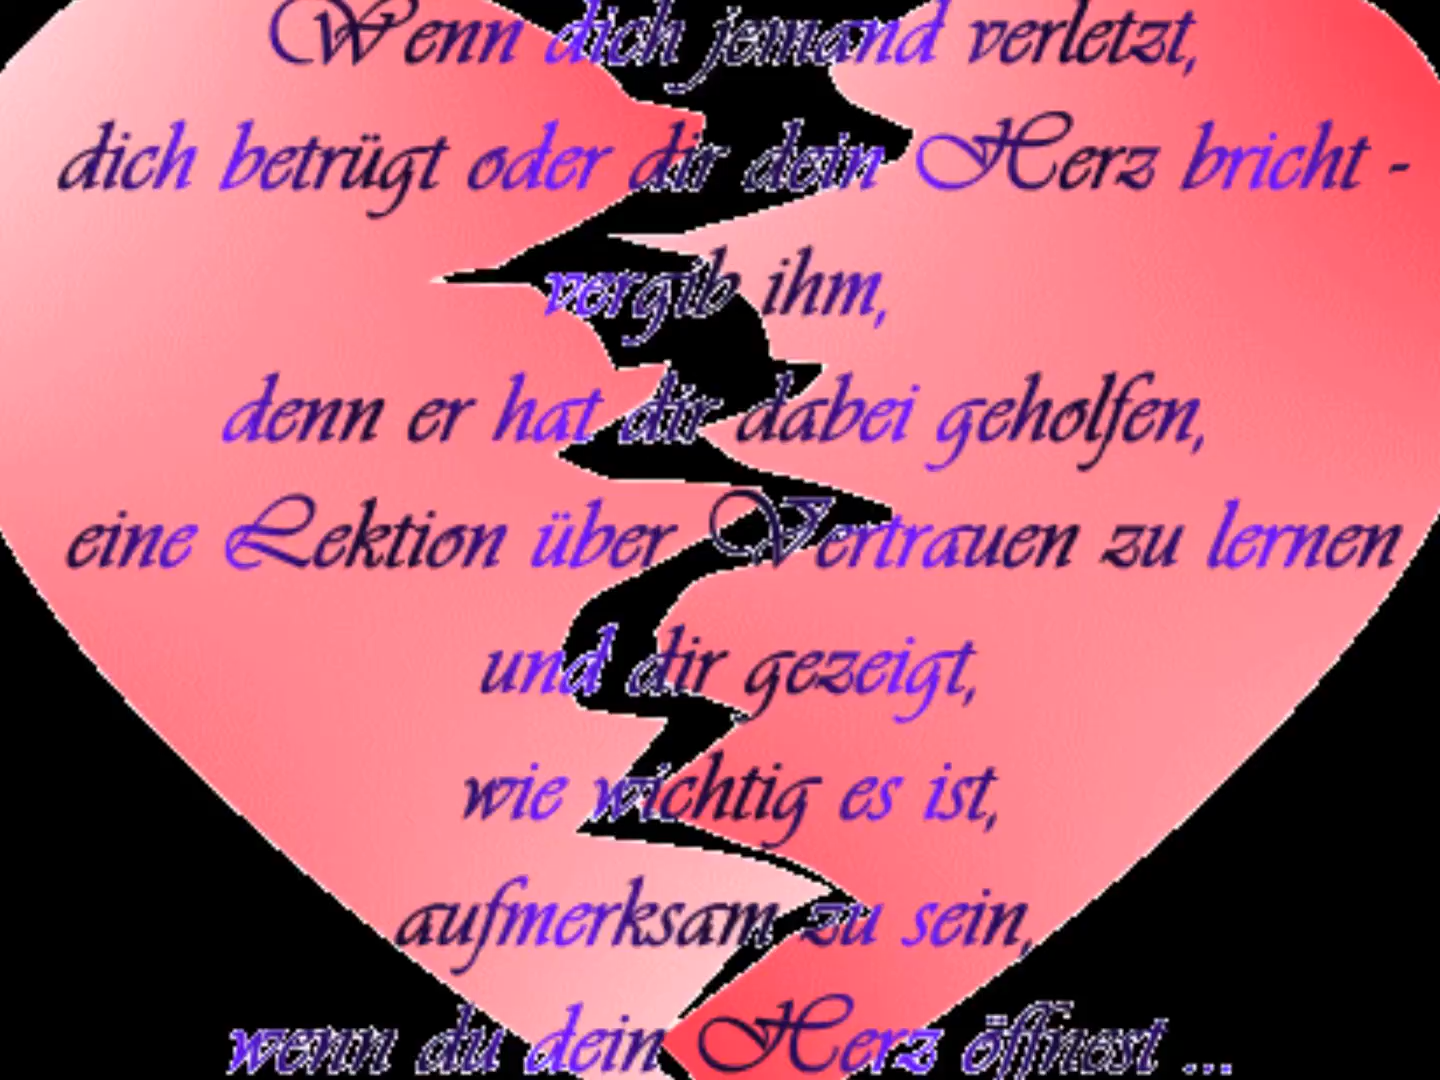 Wenn dich jemand verletzt,
dich betrügt oder dir dein Herz bricht -
vergib ihm,
denn er hat dir dabei geholfen,
eine Lektion über Vertrauen zu lernen
und dir gezeigt,
wie wichtig es ist,
aufmerksam zu sein,
wenn du dein Herz öffnest ...